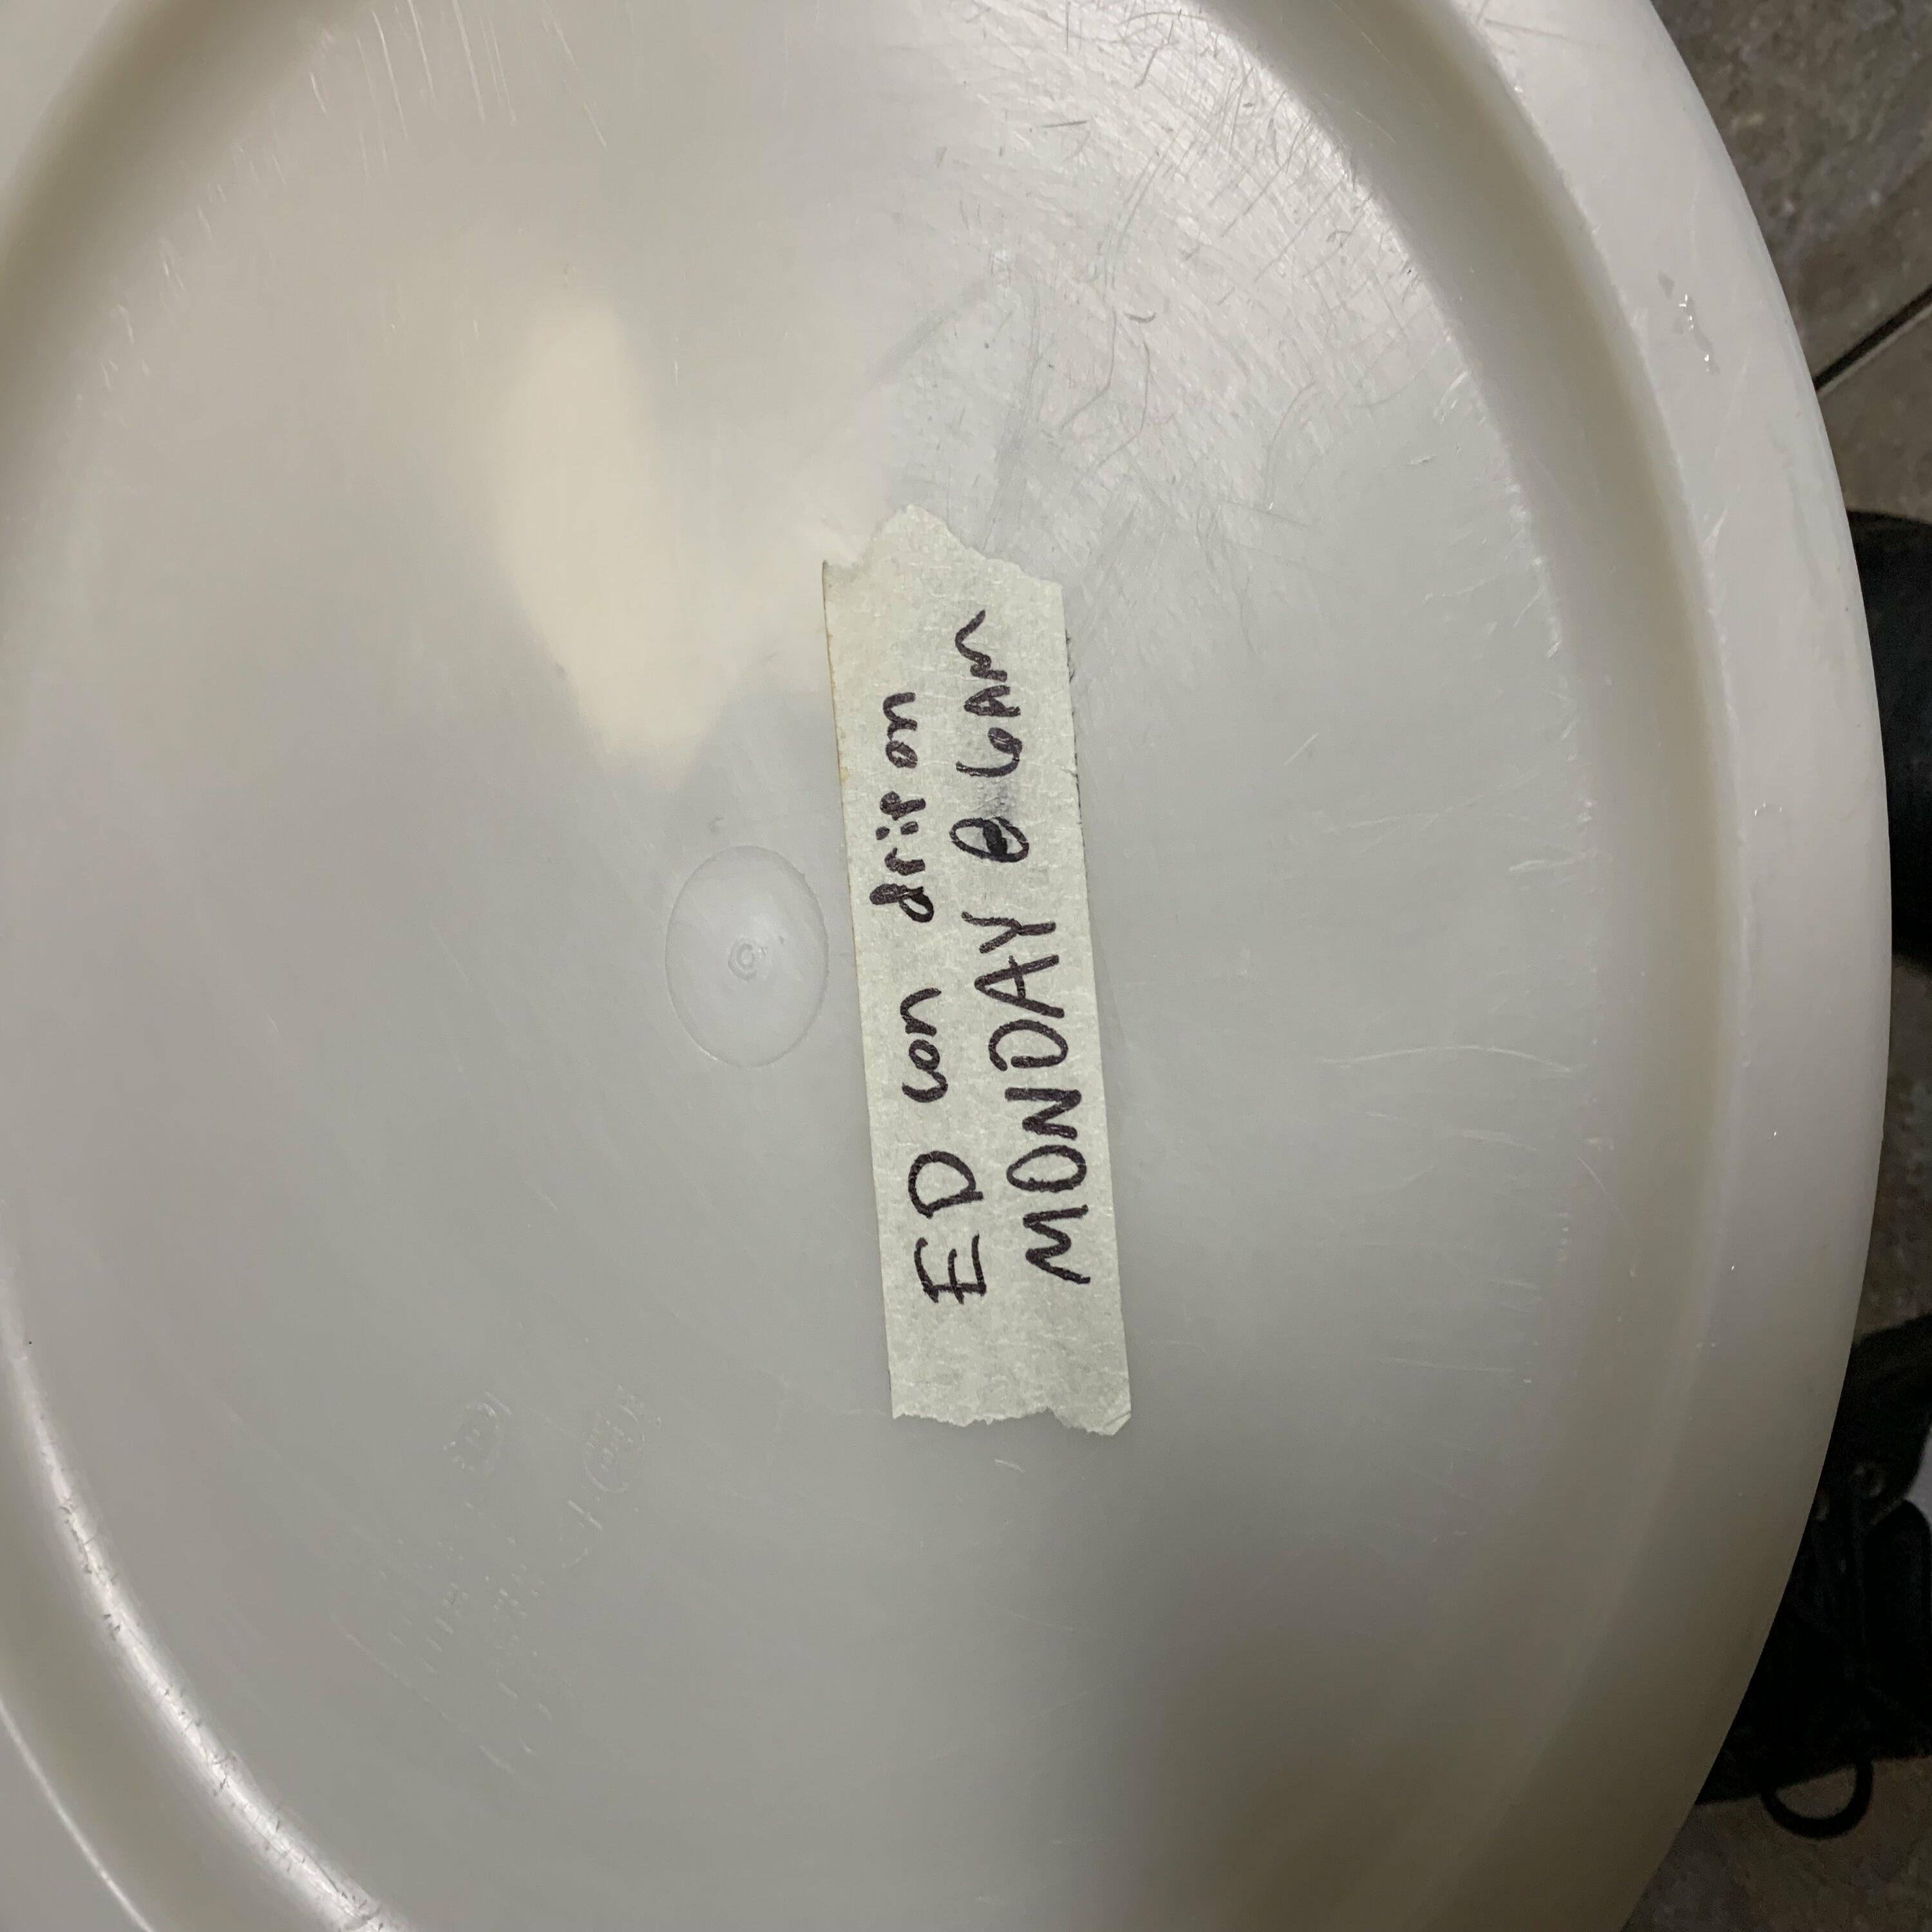 ED con drip on
MONDAY @ 6AM